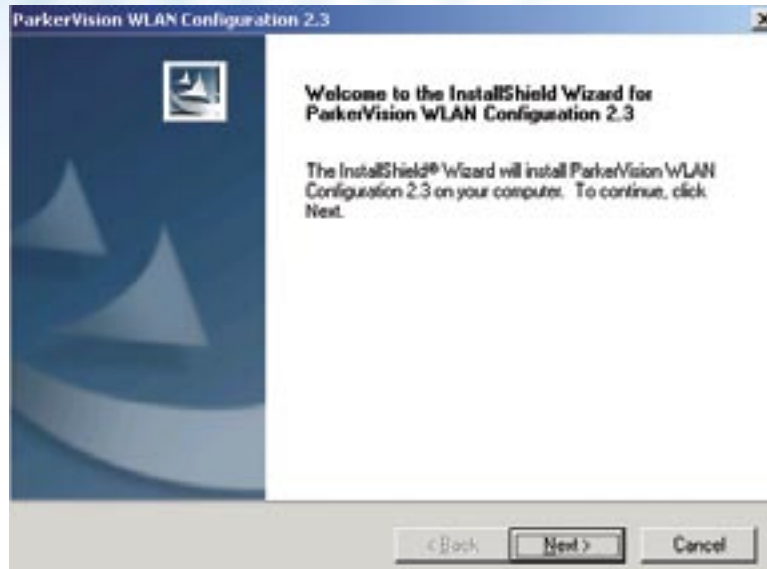 ParkerVision WLAN Configuration 2.3
Welcome to the InstallShield Wizard for
ParkerVision WLAN Configuration 2.3
The InstallShield® Wizard will install ParkerVision WLAN
Configuration 2.3 on your computer. To continue, click
Next.
< Back
Next >
Cancel